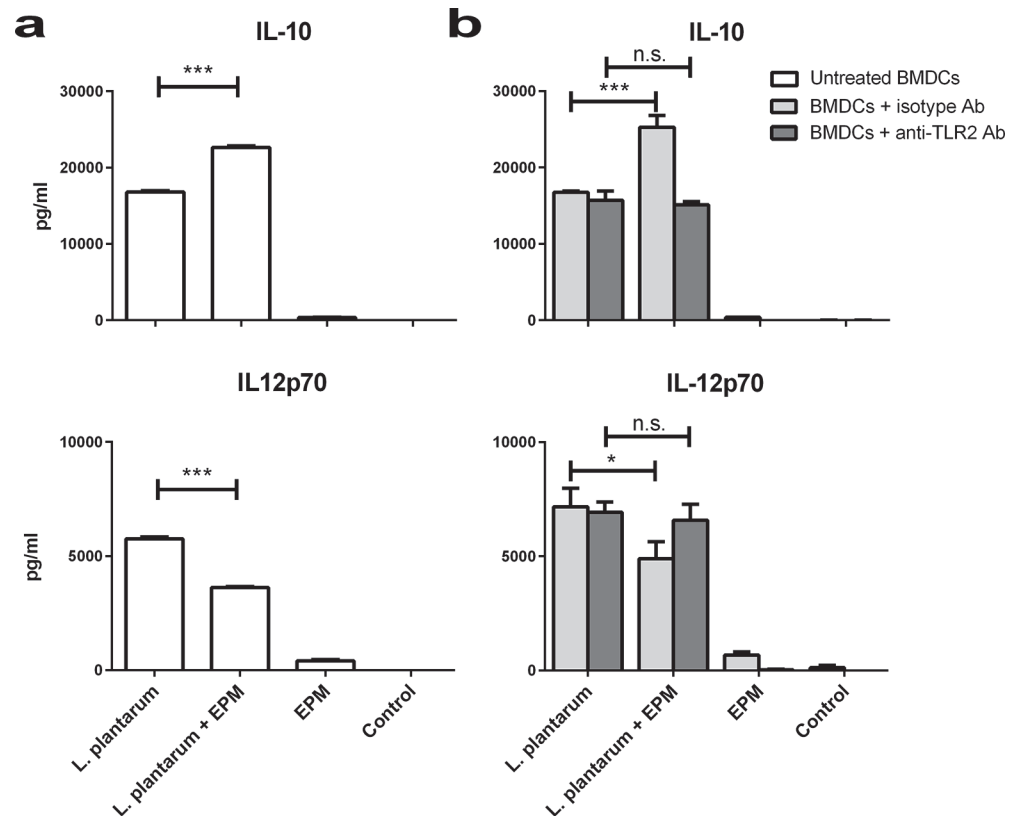 a
IL-10
***
30000
20000
10000
0
pg/ml
b
IL-10
n.s.
***
30000
20000
10000
0
Untreated BMDCs
BMDCs + isotype Ab
BMDCs + anti-TLR2 Ab
IL12p70
***
10000
5000
0
pg/ml
L. plantarum
L. plantarum + EPM
EPM
Control
IL-12p70
n.s.
*
10000
5000
0
L. plantarum
L. plantarum + EPM
EPM
Control